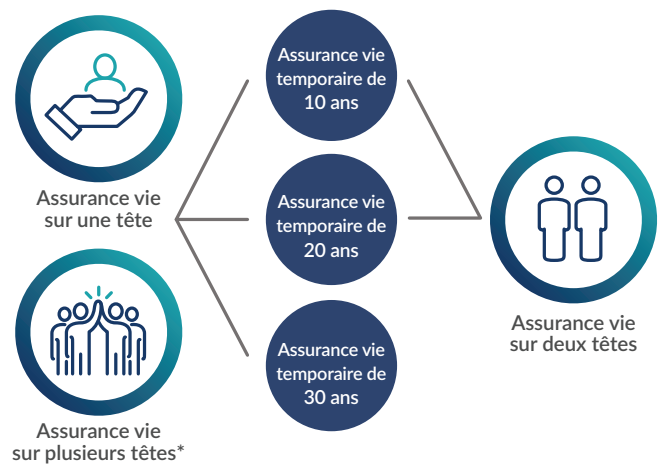 Assurance vie
sur une tête
Assurance vie
sur plusieurs têtes*
Assurance vie
temporaire de
10 ans
Assurance vie
temporaire de
20 ans
Assurance vie
temporaire de
30 ans
Assurance vie
sur deux têtes